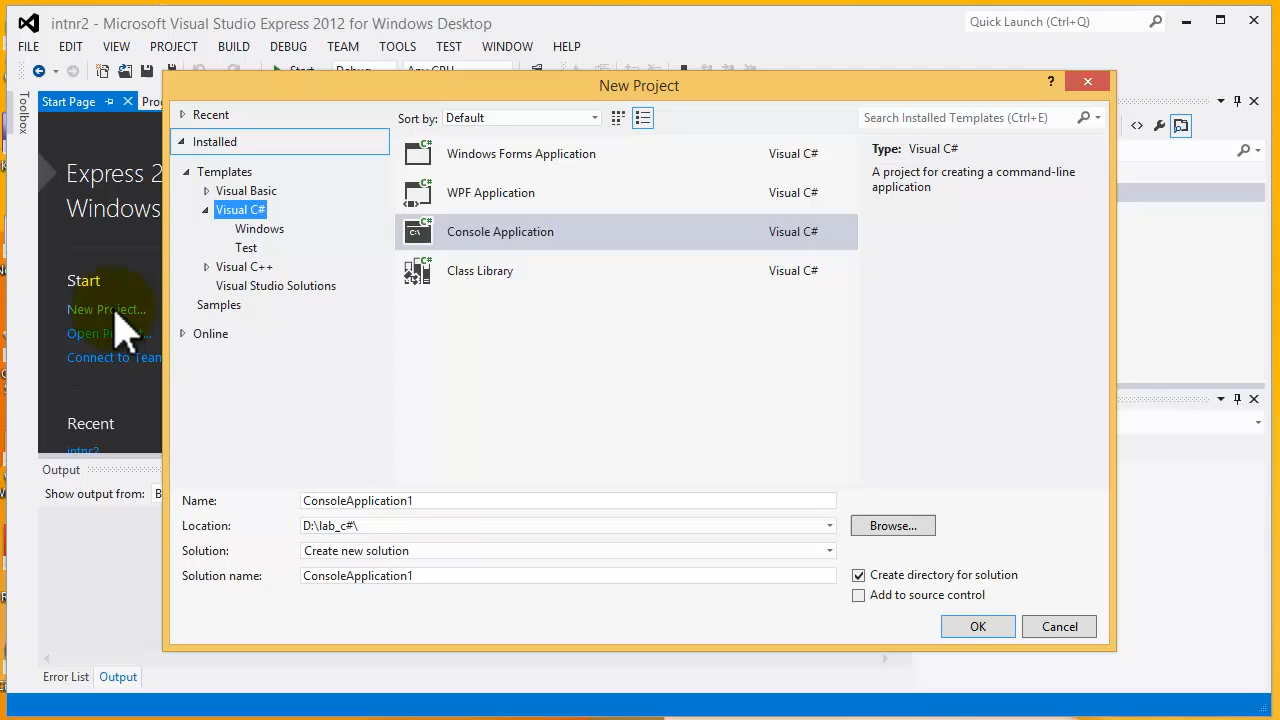 intnr2 - Microsoft Visual Studio Express 2012 for Windows Desktop
Quick Launch (Ctrl+Q)
FILE EDIT VIEW PROJECT BUILD DEBUG TEAM TOOLS TEST WINDOW HELP
New Project
?
Toolbox
Start Page
Express 2
Windows
Start
New Project...
Connect to Team
Recent
intnr2
Output
Show output from: B
Error List Output
Recent
Installed
Templates
Visual Basic
Visual C#
Windows
Test
Visual C++
Visual Studio Solutions
Samples
Online
Sort by: Default
Search Installed Templates (Ctrl+E)
Windows Forms Application Visual C#
WPF Application Visual C#
Console Application Visual C#
Class Library Visual C#
Type: Visual C#
A project for creating a command-line
application
Name: ConsoleApplication1
Location: D:\lab_c#\
Browse...
Solution: Create new solution
Solution name: ConsoleApplication1
Create directory for solution
Add to source control
OK Cancel